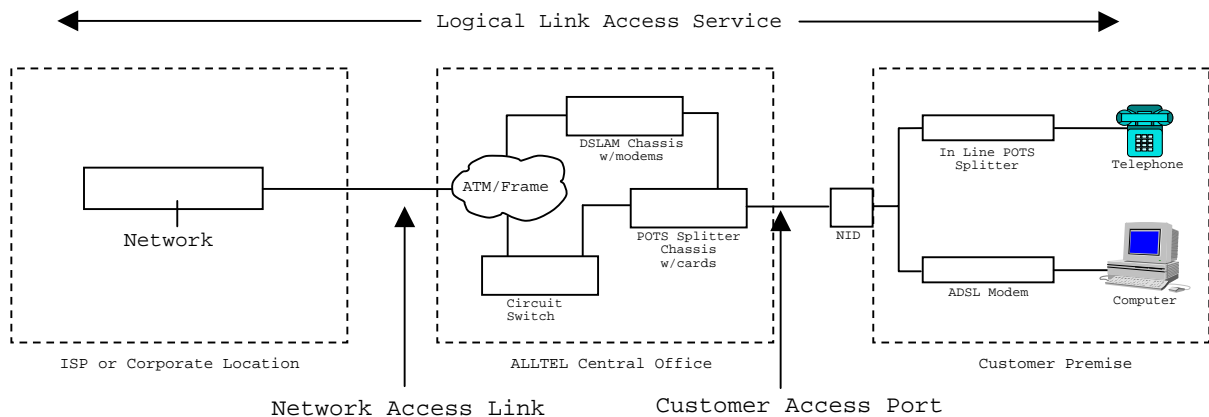 Logical Link Access Service
DSLAM Chassis
w/modems
In Line POTS
Splitter
Telephone
ATM/Frame
Network
POTS Splitter
Chassis
w/cards
NID
Circuit
Switch
ADSL Modem
Computer
ISP or Corporate Location
ALLTEL Central Office
Customer Premise
Network Access Link
Customer Access Port